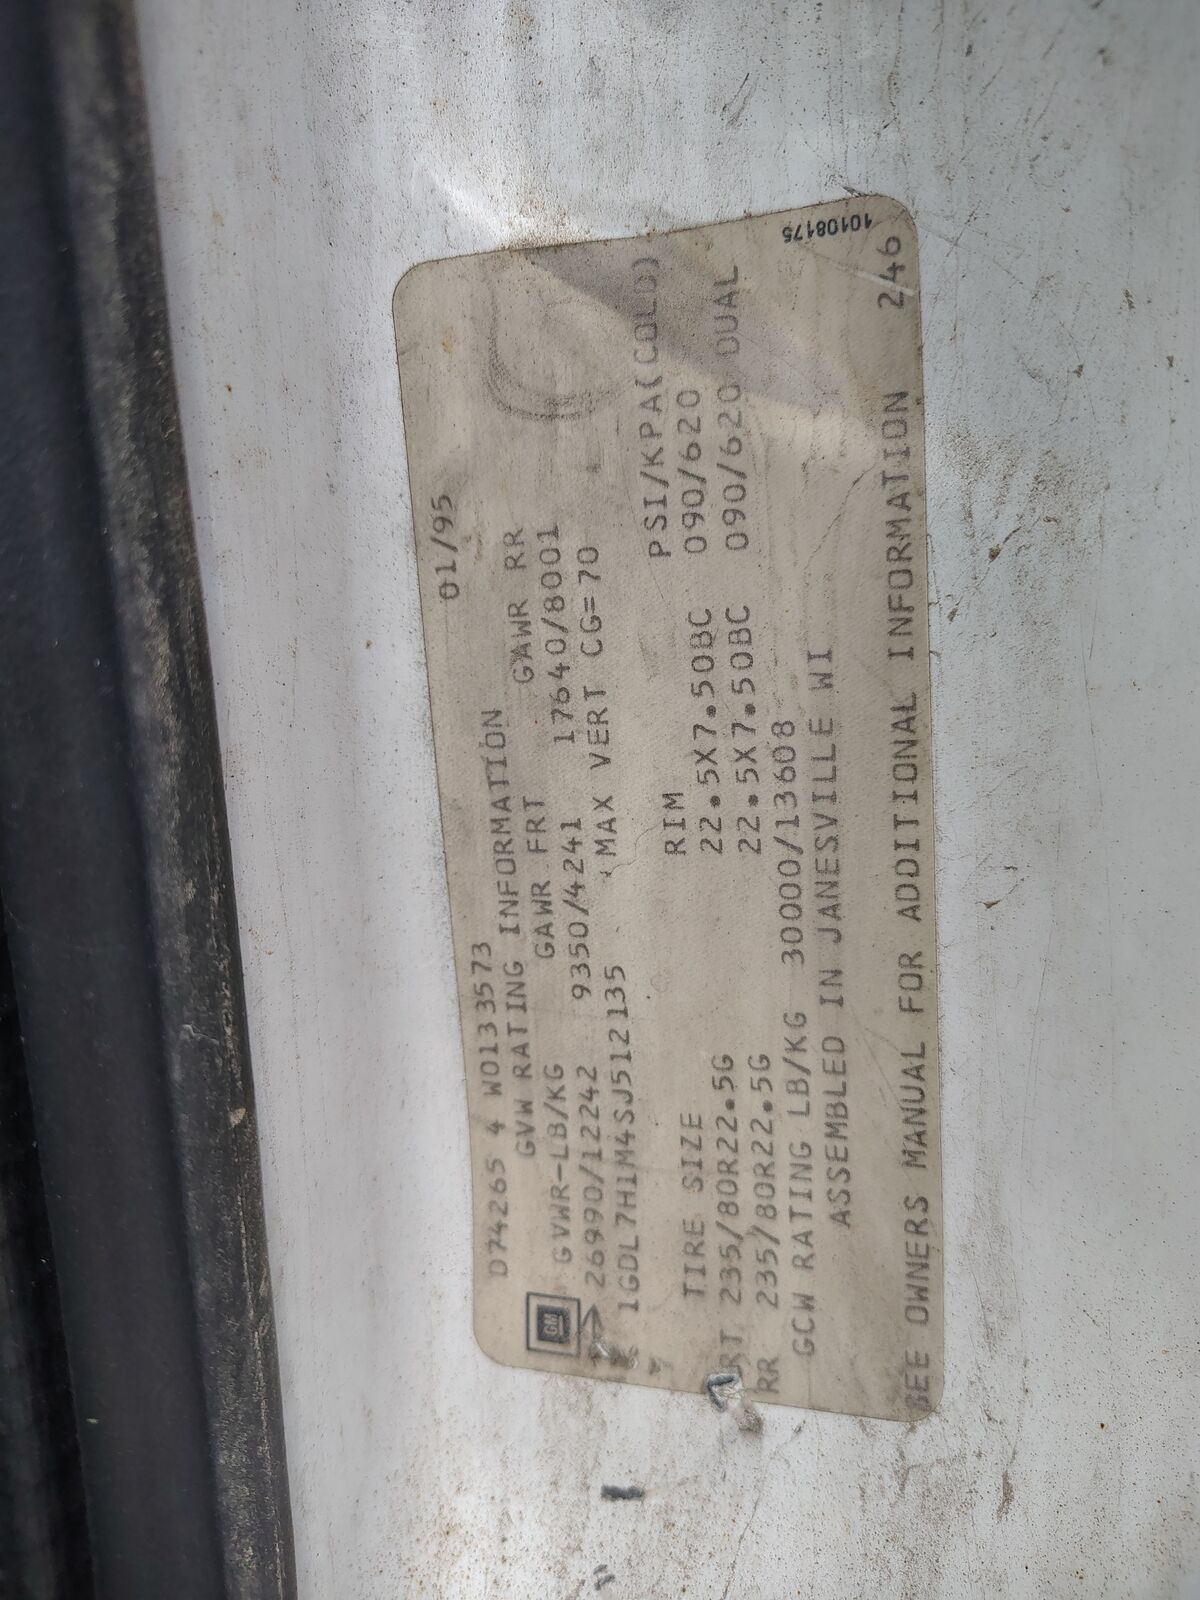 01/95
D74265 4 W0133573
GVW RATING INFORMATION
GM
GVWR-LB/KG GAWR FRT GAWR RR
26990/12242 9350/4241 17640/8001
1GDL7H1M4SJ512135 MAX VERT CG=70
TIRE SIZE RIM PSI/KPA(COLD)
FRT 235/80R22.5G 22.5X7.50BC 090/620
RR 235/80R22.5G 22.5X7.50BC 090/620 DUAL
GCW RATING LB/KG 30000/13608
ASSEMBLED IN JANESVILLE WI
SEE OWNERS MANUAL FOR ADDITIONAL INFORMATION 246
10108175